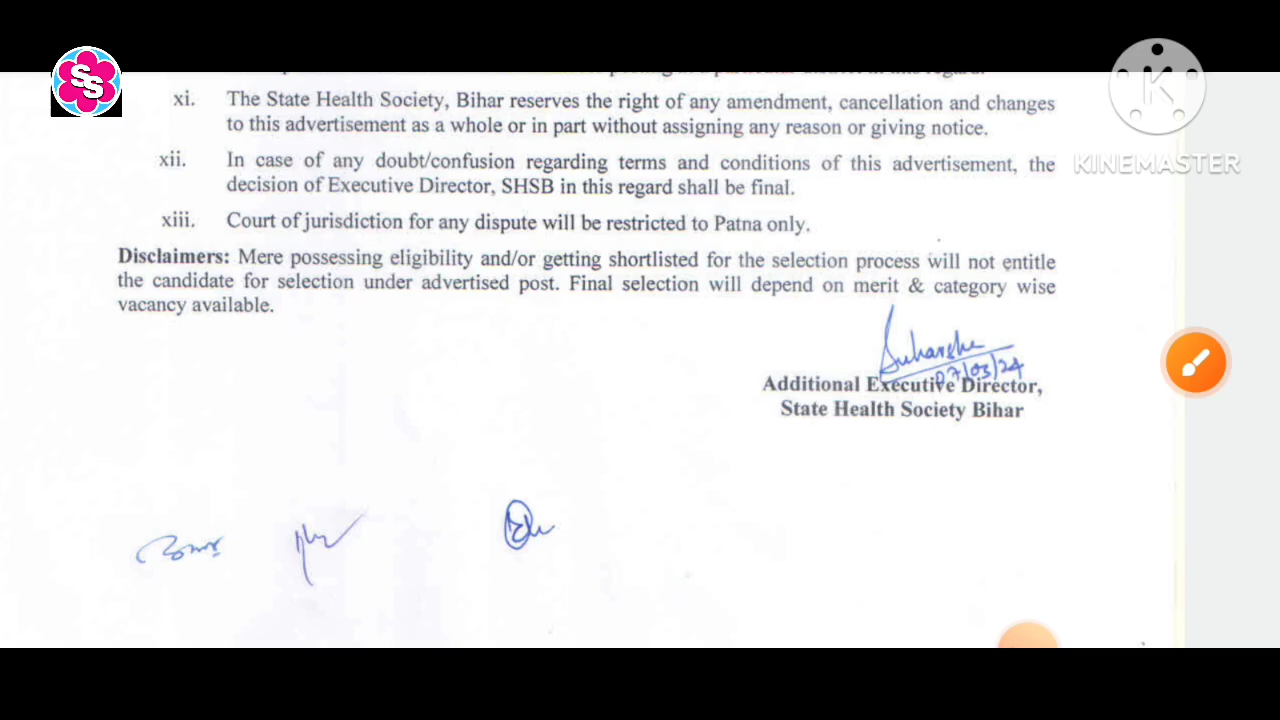 SS
xi. The State Health Society, Bihar reserves the right of any amendment, cancellation and changes
to this advertisement as a whole or in part without assigning any reason or giving notice.
xii. In case of any doubt/confusion regarding terms and conditions of this advertisement, the
decision of Executive Director, SHSB in this regard shall be final.
xiii. Court of jurisdiction for any dispute will be restricted to Patna only.
Disclaimers: Mere possessing eligibility and/or getting shortlisted for the selection process will not entitle
the candidate for selection under advertised post. Final selection will depend on merit & category wise
vacancy available.
07/03/24
Additional Executive Director,
State Health Society Bihar
K
KINEMASTER